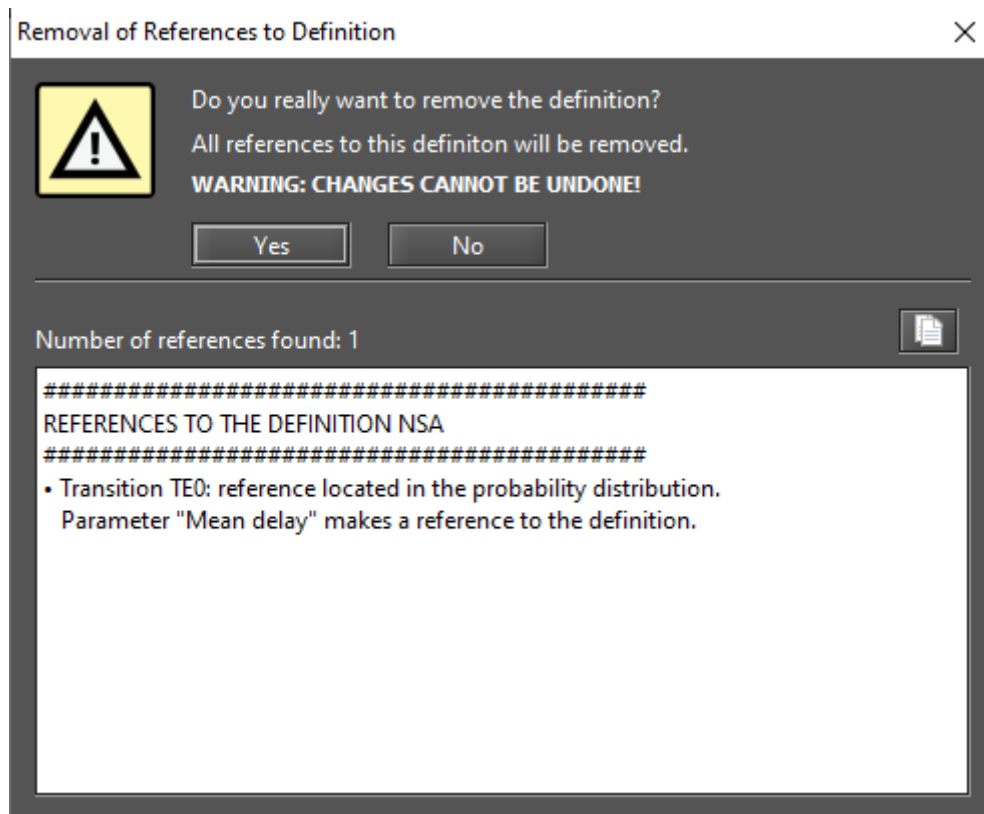 Removal of References to Definition
Do you really want to remove the definition?
All references to this definiton will be removed.
WARNING: CHANGES CANNOT BE UNDONE!
Yes
No
Number of references found: 1
###########################################
REFERENCES TO THE DEFINITION NSA
###########################################
• Transition TE0: reference located in the probability distribution.
Parameter "Mean delay" makes a reference to the definition.